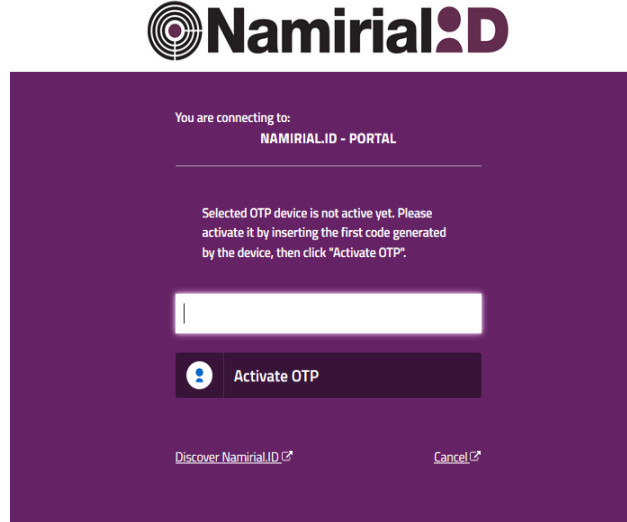 Namirial:D
You are connecting to:
NAMIRIAL.ID - PORTAL
Selected OTP device is not active yet. Please
activate it by inserting the first code generated
by the device, then click "Activate OTP".
Activate OTP
Discover Namirial.ID
Cancel